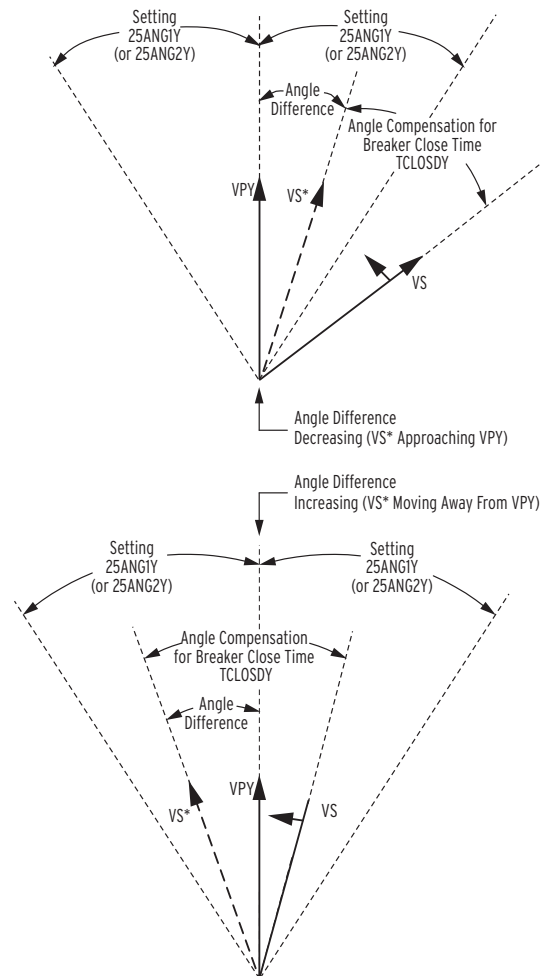 Setting
25ANG1Y
(or 25ANG2Y)
Setting
25ANG1Y
(or 25ANG2Y)
Angle
Difference
Angle Compensation for
Breaker Close Time
TCLOSDY
VPY
VS*
VS
Angle Difference
Decreasing (VS* Approaching VPY)
Angle Difference
Increasing (VS* Moving Away From VPY)
Setting
25ANG1Y
(or 25ANG2Y)
Setting
25ANG1Y
(or 25ANG2Y)
Angle Compensation
for Breaker Close Time
TCLOSDY
Angle
Difference
VPY
VS*
VS